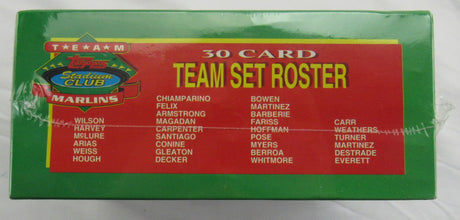 TEAM
Topps
Stadium
CLUB
MARLINS
30 CARD
TEAM SET ROSTER
WILSON
HARVEY
McLURE
ARIAS
WEISS
HOUGH
CHIAMPARINO
FELIX
ARMSTRONG
MAGADAN
CARPENTER
SANTIAGO
CONINE
GLEATON
DECKER
BOWEN
MARTINEZ
BARBERIE
FARISS
HOFFMAN
POSE
MYERS
BERROA
WHITMORE
CARR
WEATHERS
TURNER
MARTINEZ
DESTRADE
EVERETT